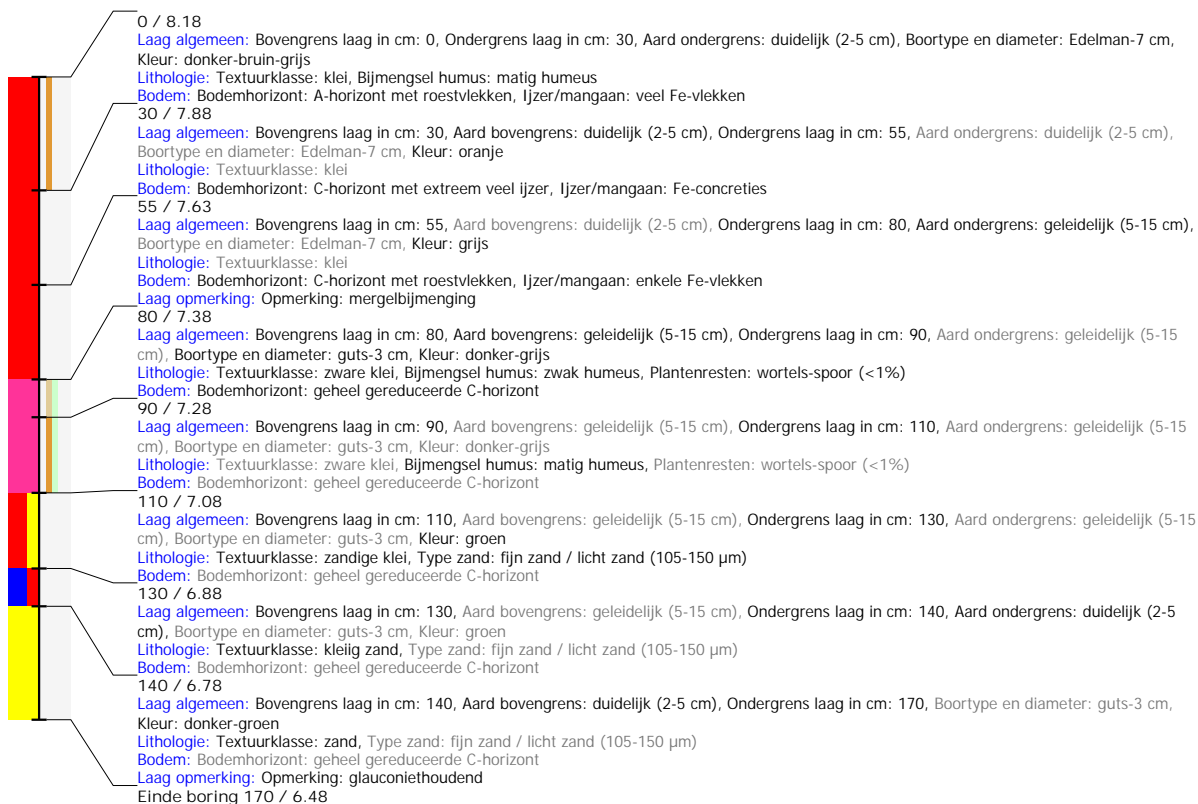 0 / 8.18
Laag algemeen: Bovengrens laag in cm: 0, Ondergrens laag in cm: 30, Aard ondergrens: duidelijk (2-5 cm), Boortype en diameter: Edelman-7 cm,
Kleur: donker-bruin-grijs
Lithologie: Textuurklasse: klei, Bijmengsel humus: matig humeus
Bodem: Bodemhorizont: A-horizont met roestvlekken, Ijzer/mangaan: veel Fe-vlekken
30 / 7.88
Laag algemeen: Bovengrens laag in cm: 30, Aard bovengrens: duidelijk (2-5 cm), Ondergrens laag in cm: 55, Aard ondergrens: duidelijk (2-5 cm),
Boortype en diameter: Edelman-7 cm, Kleur: oranje
Lithologie: Textuurklasse: klei
Bodem: Bodemhorizont: C-horizont met extreem veel ijzer, Ijzer/mangaan: Fe-concreties
55 / 7.63
Laag algemeen: Bovengrens laag in cm: 55, Aard bovengrens: duidelijk (2-5 cm), Ondergrens laag in cm: 80, Aard ondergrens: geleidelijk (5-15 cm),
Boortype en diameter: Edelman-7 cm, Kleur: grijs
Lithologie: Textuurklasse: klei
Bodem: Bodemhorizont: C-horizont met roestvlekken, Ijzer/mangaan: enkele Fe-vlekken
Laag opmerking: Opmerking: mergelbijmenging
80 / 7.38
Laag algemeen: Bovengrens laag in cm: 80, Aard bovengrens: geleidelijk (5-15 cm), Ondergrens laag in cm: 90, Aard ondergrens: geleidelijk (5-15
cm), Boortype en diameter: guts-3 cm, Kleur: donker-grijs
Lithologie: Textuurklasse: zware klei, Bijmengsel humus: zwak humeus, Plantenresten: wortels-spoor (<1%)
Bodem: Bodemhorizont: geheel gereduceerde C-horizont
90 / 7.28
Laag algemeen: Bovengrens laag in cm: 90, Aard bovengrens: geleidelijk (5-15 cm), Ondergrens laag in cm: 110, Aard ondergrens: geleidelijk (5-15
cm), Boortype en diameter: guts-3 cm, Kleur: donker-grijs
Lithologie: Textuurklasse: zware klei, Bijmengsel humus: matig humeus, Plantenresten: wortels-spoor (<1%)
Bodem: Bodemhorizont: geheel gereduceerde C-horizont
110 / 7.08
Laag algemeen: Bovengrens laag in cm: 110, Aard bovengrens: geleidelijk (5-15 cm), Ondergrens laag in cm: 130, Aard ondergrens: geleidelijk (5-15
cm), Boortype en diameter: guts-3 cm, Kleur: groen
Lithologie: Textuurklasse: zandige klei, Type zand: fijn zand / licht zand (105-150 µm)
Bodem: Bodemhorizont: geheel gereduceerde C-horizont
130 / 6.88
Laag algemeen: Bovengrens laag in cm: 130, Aard bovengrens: geleidelijk (5-15 cm), Ondergrens laag in cm: 140, Aard ondergrens: duidelijk (2-5
cm), Boortype en diameter: guts-3 cm, Kleur: groen
Lithologie: Textuurklasse: kleiig zand, Type zand: fijn zand / licht zand (105-150 µm)
Bodem: Bodemhorizont: geheel gereduceerde C-horizont
140 / 6.78
Laag algemeen: Bovengrens laag in cm: 140, Aard bovengrens: duidelijk (2-5 cm), Ondergrens laag in cm: 170, Boortype en diameter: guts-3 cm,
Kleur: donker-groen
Lithologie: Textuurklasse: zand, Type zand: fijn zand / licht zand (105-150 µm)
Bodem: Bodemhorizont: geheel gereduceerde C-horizont
Laag opmerking: Opmerking: glauconiethoudend
Einde boring 170 / 6.48